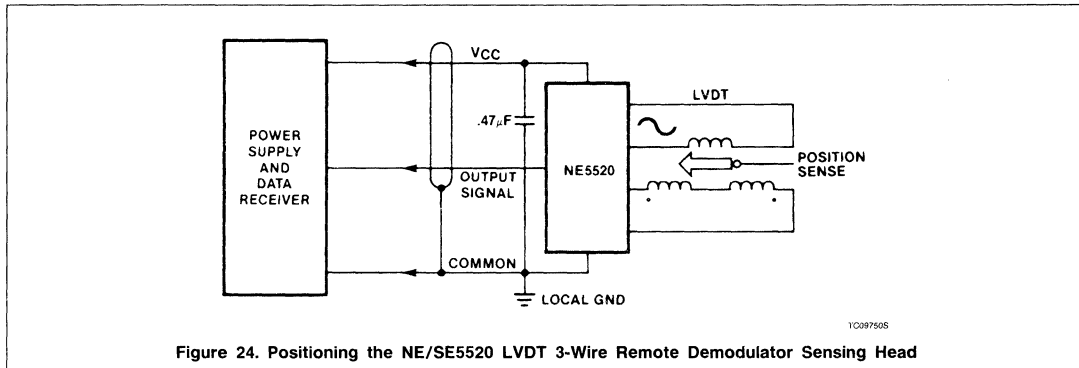 VCC
LVDT
.47μF
POWER
SUPPLY
AND
DATA
RECEIVER
NE5520
POSITION
SENSE
OUTPUT
SIGNAL
COMMON
LOCAL GND
TC09750S
Figure 24. Positioning the NE/SE5520 LVDT 3-Wire Remote Demodulator Sensing Head